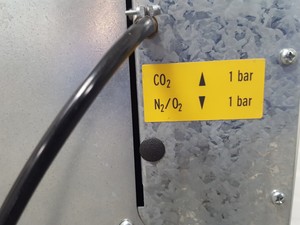 CO₂ ▲ 1 bar
N₂/O₂ ▼ 1 bar